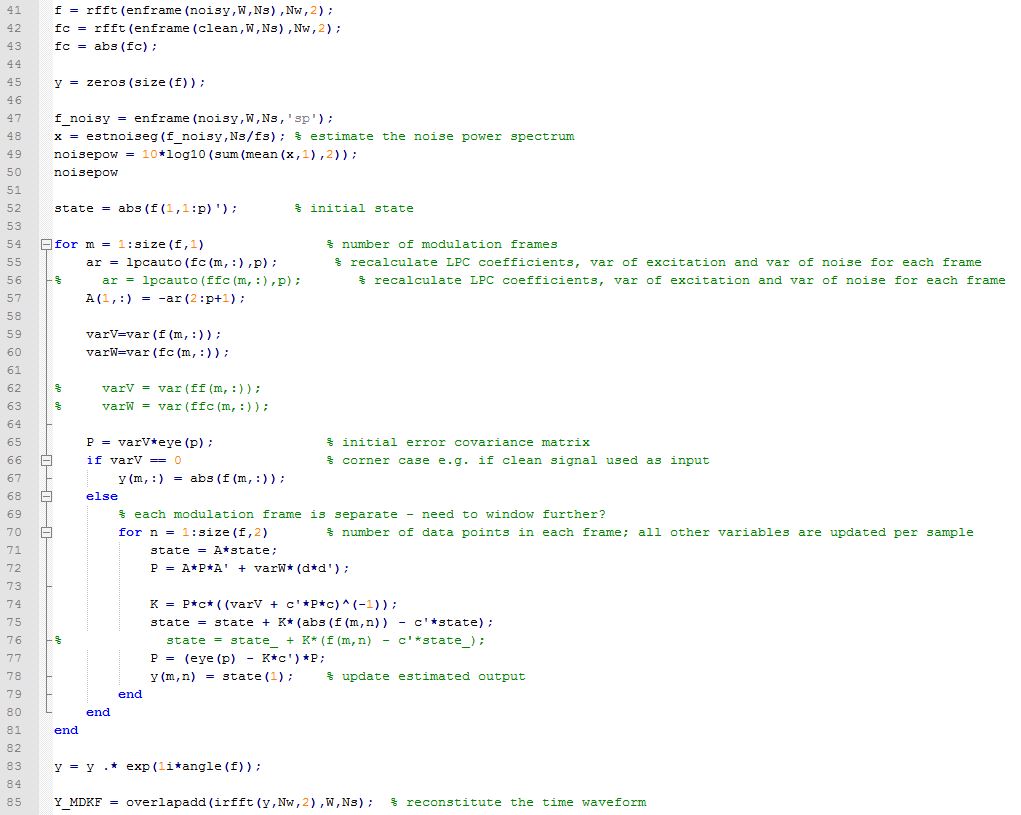 41 f = rfft(enframe(noisy,W,Ns),Nw,2);
42 fc = rfft(enframe(clean,W,Ns),Nw,2);
43 fc = abs(fc);
44
45 y = zeros(size(f));
46
47 f_noisy = enframe(noisy,W,Ns,'sp');
48 x = estnoiseg(f_noisy,Ns/fs); % estimate the noise power spectrum
49 noisepow = 10*log10(sum(mean(x,1),2));
50 noisepow
51
52 state = abs(f(1,1:p)'); % initial state
53
54 for m = 1:size(f,1) % number of modulation frames
55 ar = lpcauto(fc(m,:),p); % recalculate LPC coefficients, var of excitation and var of noise for each frame
56 % ar = lpcauto(ffc(m,:),p); % recalculate LPC coefficients, var of excitation and var of noise for each frame
57 A(1,:) = -ar(2:p+1);
58
59 varV=var(f(m,:));
60 varW=var(fc(m,:));
61
62 % varV = var(ff(m,:));
63 % varW = var(ffc(m,:));
64
65 P = varV*eye(p); % initial error covariance matrix
66 if varV == 0 % corner case e.g. if clean signal used as input
67 y(m,:) = abs(f(m,:));
68 else
69 % each modulation frame is separate - need to window further?
70 for n = 1:size(f,2) % number of data points in each frame; all other variables are updated per sample
71 state = A*state;
72 P = A*P*A' + varW*(d*d');
73
74 K = P*c*((varV + c'*P*c)^(-1));
75 state = state + K*(abs(f(m,n)) - c'*state);
76 % state = state_ + K*(f(m,n) - c'*state_);
77 P = (eye(p) - K*c')*P;
78 y(m,n) = state(1); % update estimated output
79 end
80 end
81 end
82
83 y = y .* exp(1i*angle(f));
84
85 Y_MDKF = overlapadd(irfft(y,Nw,2),W,Ns); % reconstitute the time waveform